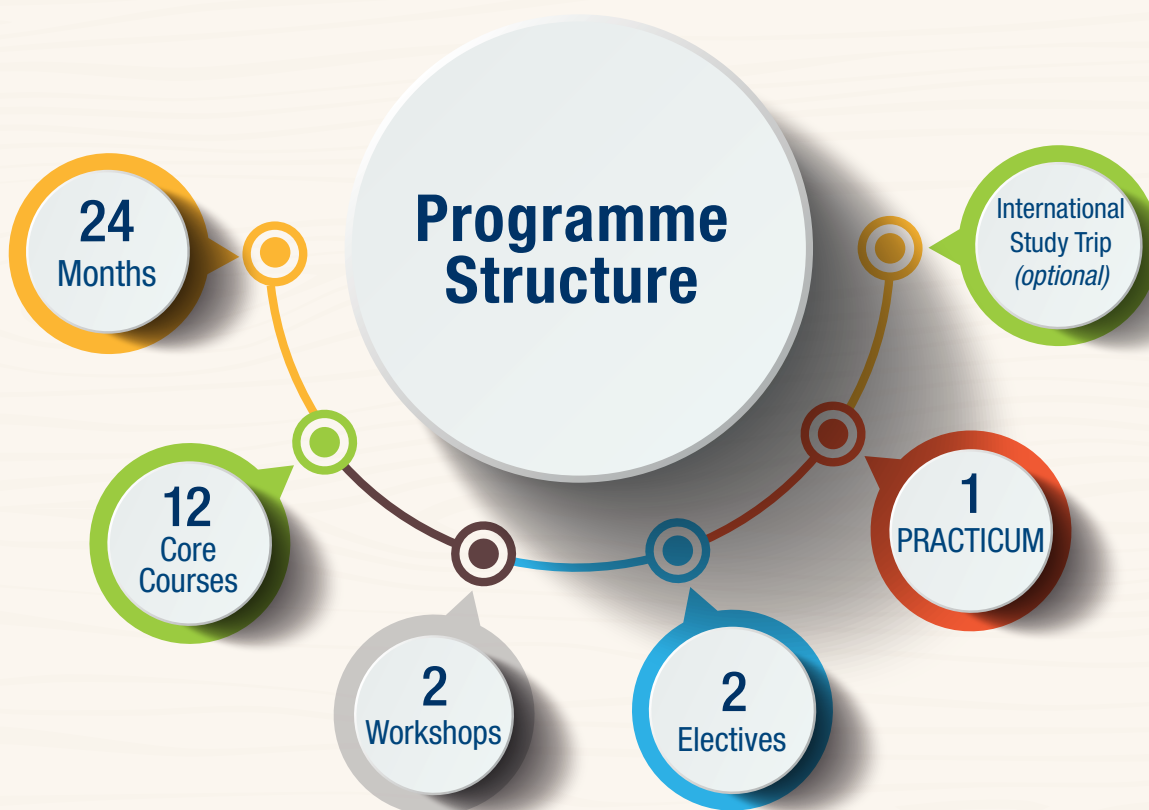 Programme
Structure
24
Months
12
Core
Courses
2
Workshops
2
Electives
1
PRACTICUM
International
Study Trip
(optional)